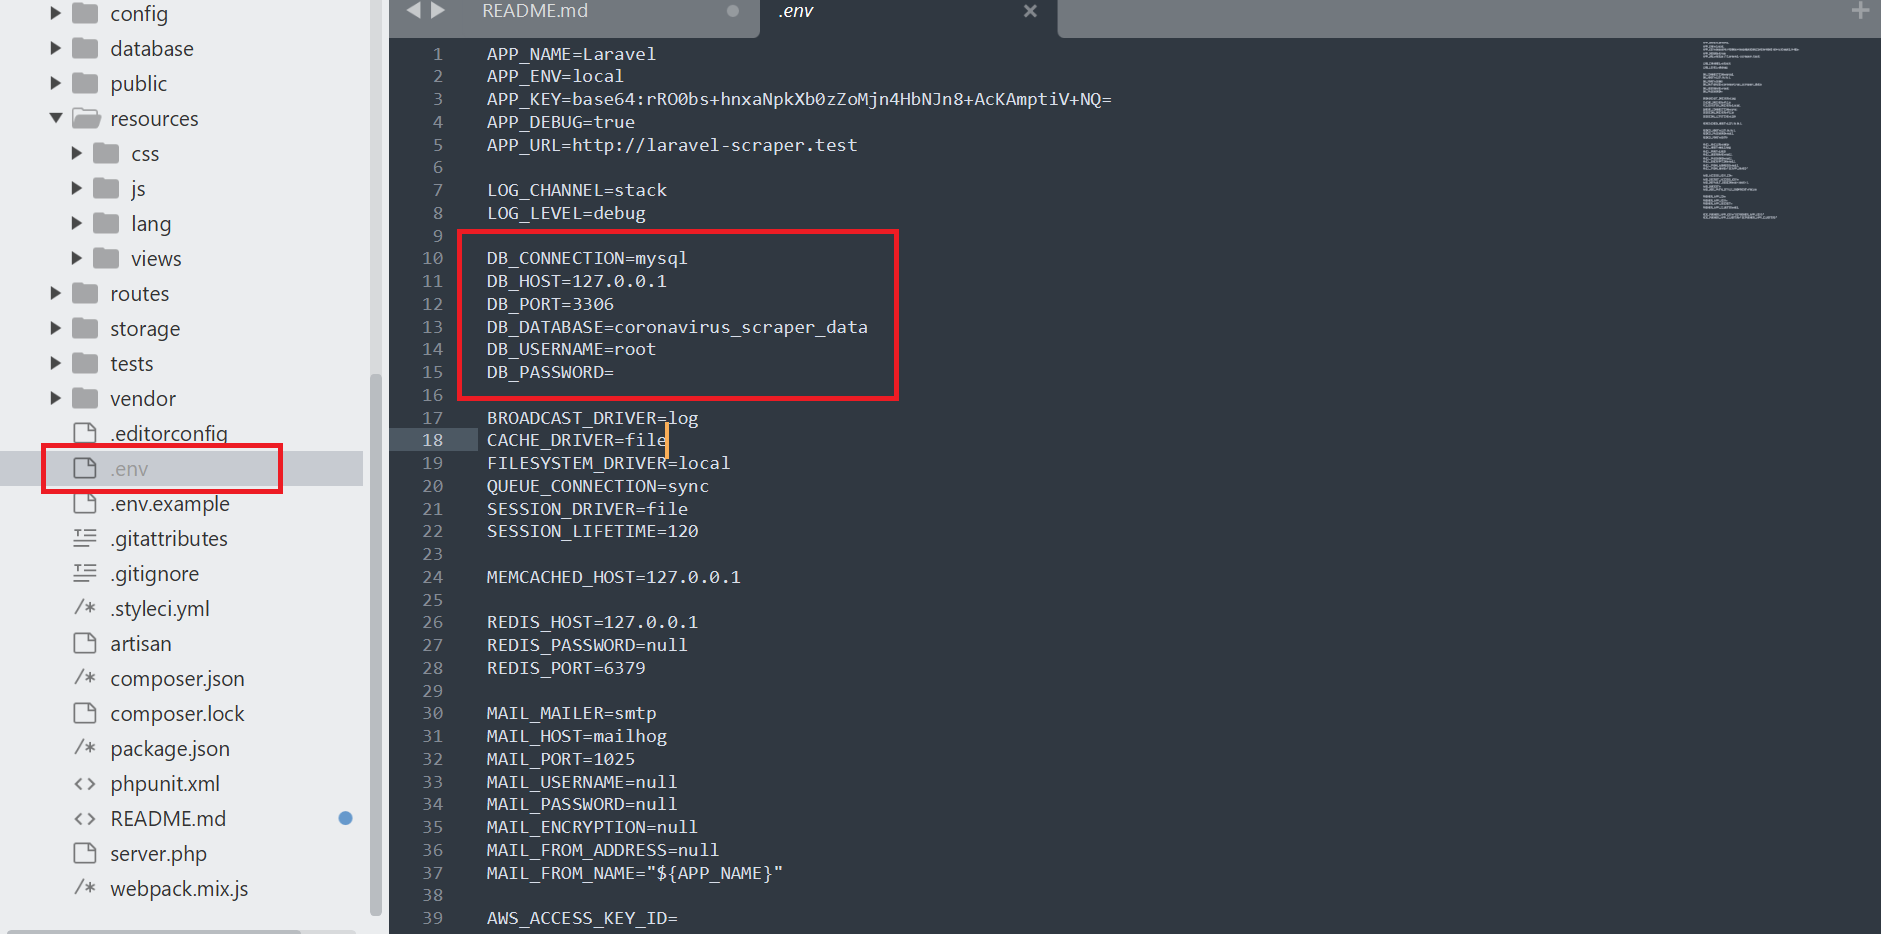 config
database
public
resources
css
js
lang
views
routes
storage
tests
vendor
.editorconfig
.env
.env.example
.gitattributes
.gitignore
.styleci.yml
artisan
composer.json
composer.lock
package.json
phpunit.xml
README.md
server.php
webpack.mix.js
README.md
.env
1 APP_NAME=Laravel
2 APP_ENV=local
3 APP_KEY=base64:rRO0bs+hnxaNpkXb0zZoMjn4HbNJn8+AcKAmptiV+NQ=
4 APP_DEBUG=true
5 APP_URL=http://laravel-scraper.test
6
7 LOG_CHANNEL=stack
8 LOG_LEVEL=debug
9
10 DB_CONNECTION=mysql
11 DB_HOST=127.0.0.1
12 DB_PORT=3306
13 DB_DATABASE=coronavirus_scraper_data
14 DB_USERNAME=root
15 DB_PASSWORD=
16
17 BROADCAST_DRIVER=log
18 CACHE_DRIVER=file
19 FILESYSTEM_DRIVER=local
20 QUEUE_CONNECTION=sync
21 SESSION_DRIVER=file
22 SESSION_LIFETIME=120
23
24 MEMCACHED_HOST=127.0.0.1
25
26 REDIS_HOST=127.0.0.1
27 REDIS_PASSWORD=null
28 REDIS_PORT=6379
29
30 MAIL_MAILER=smtp
31 MAIL_HOST=mailhog
32 MAIL_PORT=1025
33 MAIL_USERNAME=null
34 MAIL_PASSWORD=null
35 MAIL_ENCRYPTION=null
36 MAIL_FROM_ADDRESS=null
37 MAIL_FROM_NAME="${APP_NAME}"
38
39 AWS_ACCESS_KEY_ID=